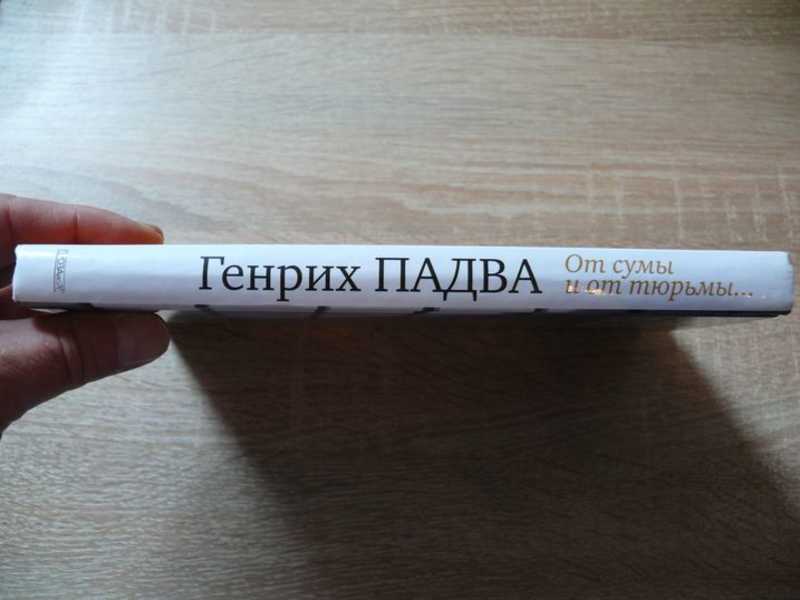 Генрих ПАДВА
От сумы
и от тюрьмы...